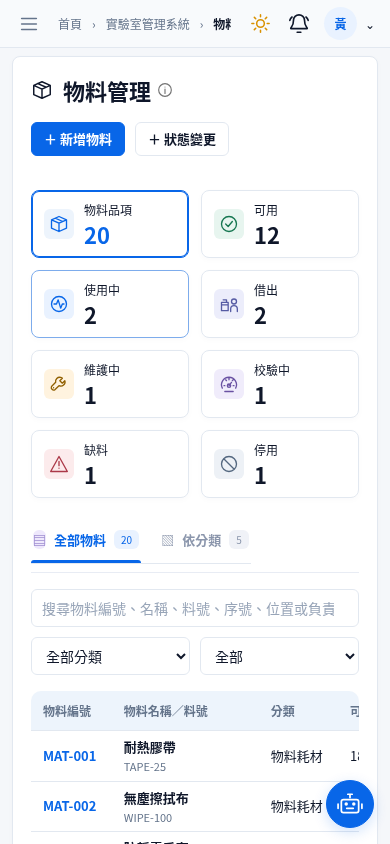 首頁 › 實驗室管理系統 › 物料
黃
物料管理
＋ 新增物料
＋ 狀態變更
物料品項
20
可用
12
使用中
2
借出
2
維護中
1
校驗中
1
缺料
1
停用
1
全部物料 20
依分類 5
搜尋物料編號、名稱、料號、序號、位置或負責
全部分類
全部
物料編號 物料名稱／料號 分類 可
MAT-001 耐熱膠帶 物料耗材
TAPE-25
MAT-002 無塵擦拭布 物料耗材
WIPE-100